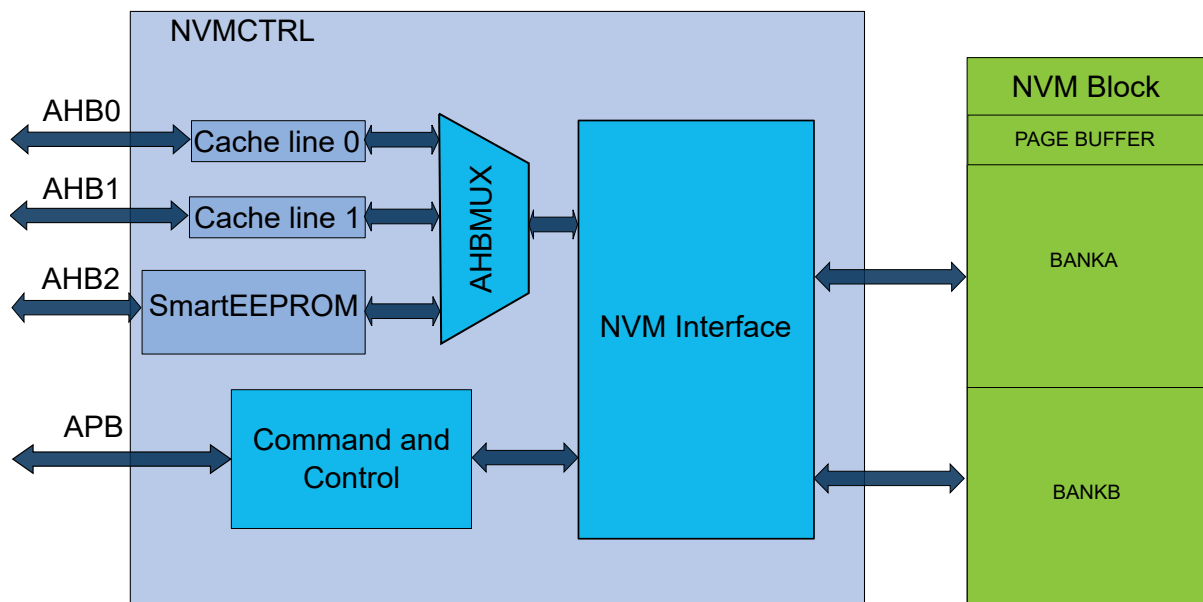 NVMCTRL
AHB0
Cache line 0
AHB1
Cache line 1
AHB2
SmartEEPROM
AHBMUX
APB
Command and
Control
NVM Interface
NVM Block
PAGE BUFFER
BANKA
BANKB